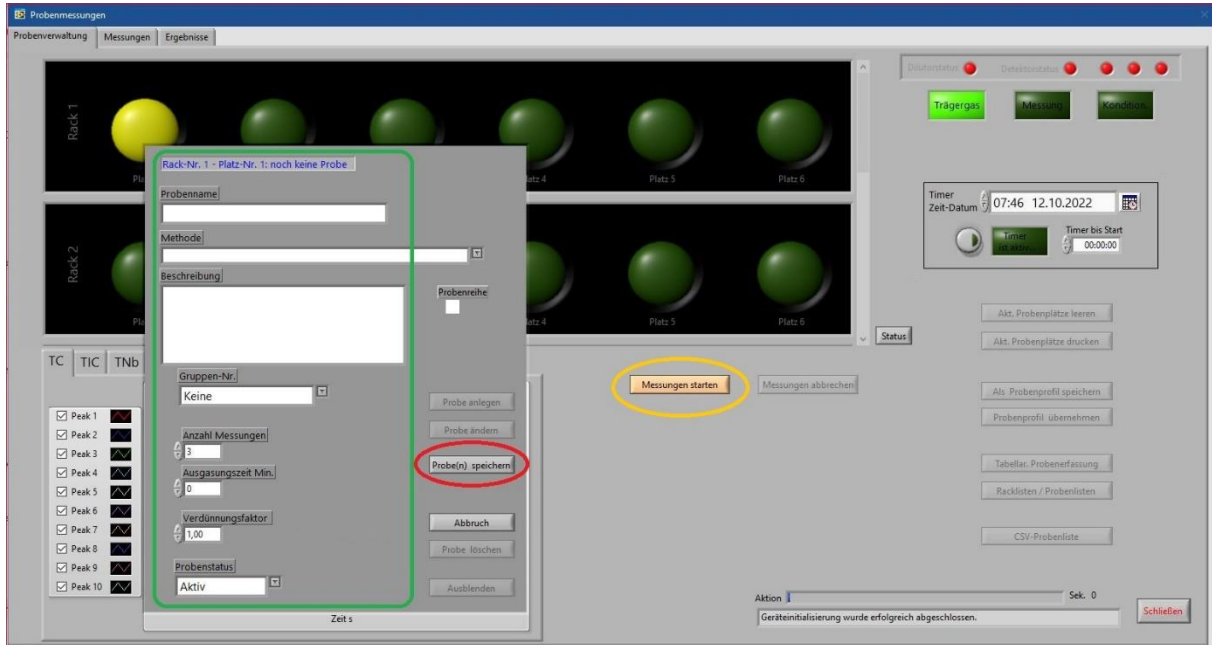 Probenmessungen
Probenverwaltung Messungen Ergebnisse
Rack 1
Platz 5
Platz 6
Rack 2
Platz 5
Platz 6
Rack-Nr. 1 - Platz-Nr. 1: noch keine Probe
Probenname
Methode
Beschreibung
Probenreihe
Gruppen-Nr.
Keine
Anzahl Messungen
3
Ausgasungszeit Min.
0
Verdünnungsfaktor
1,00
Probenstatus
Aktiv
Probe anlegen
Probe ändern
Probe(n) speichern
Abbruch
Probe löschen
Ausblenden
Zeit s
TC TIC TNb
Peak 1
Peak 2
Peak 3
Peak 4
Peak 5
Peak 6
Peak 7
Peak 8
Peak 9
Peak 10
Messungen starten Messungen abbrechen
Status
Detektorstatus
Trägergas Messung Kondition.
Timer
Zeit-Datum 07:46 12.10.2022
Timer
ist aktiv...
Timer bis Start
00:00:00
Akt. Probenplätze leeren
Akt. Probenplätze drucken
Als Probenprofil speichern
Probenprofil übernehmen
Tabellar. Probenerfassung
Racklisten / Probenlisten
CSV-Probenliste
Aktion Sek. 0
Geräteinitialisierung wurde erfolgreich abgeschlossen.
Schließen